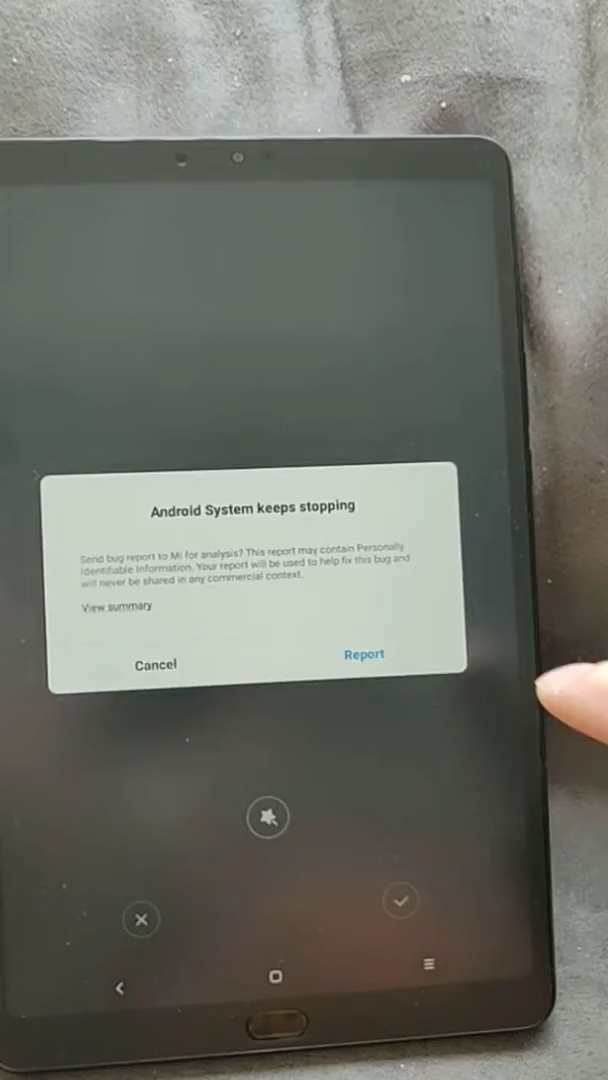 Android System keeps stopping
Send bug report to Mi for analysis? This report may contain Personally
Identifiable Information. Your report will be used to help fix this bug and
will never be shared in any commercial context.
View summary
Cancel
Report